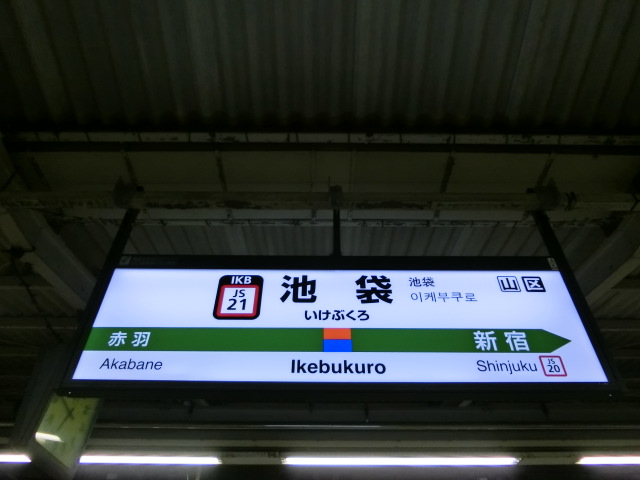 IKB
JS
21
池袋
池袋
이케부쿠로
山 区
いけぶくろ
赤羽
新宿
Akabane
Ikebukuro
Shinjuku
JS
20